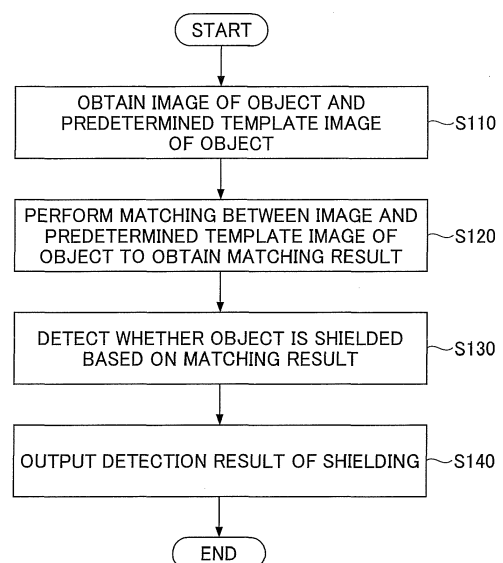 START
OBTAIN IMAGE OF OBJECT AND
PREDETERMINED TEMPLATE IMAGE
OF OBJECT
S110
PERFORM MATCHING BETWEEN IMAGE AND
PREDETERMINED TEMPLATE IMAGE OF
OBJECT TO OBTAIN MATCHING RESULT
S120
DETECT WHETHER OBJECT IS SHIELDED
BASED ON MATCHING RESULT
S130
OUTPUT DETECTION RESULT OF SHIELDING
S140
END